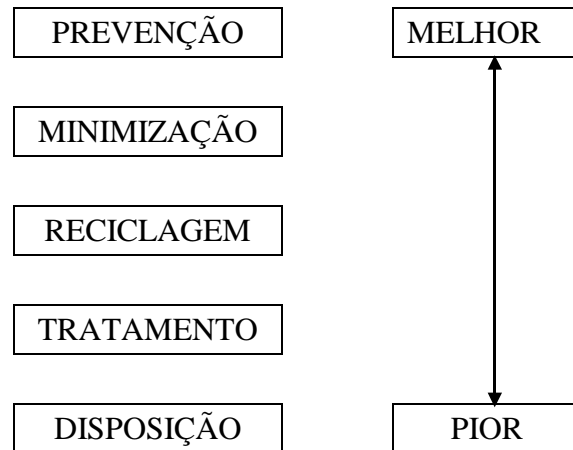 PREVENÇÃO MELHOR
MINIMIZAÇÃO
RECICLAGEM
TRATAMENTO
DISPOSIÇÃO PIOR